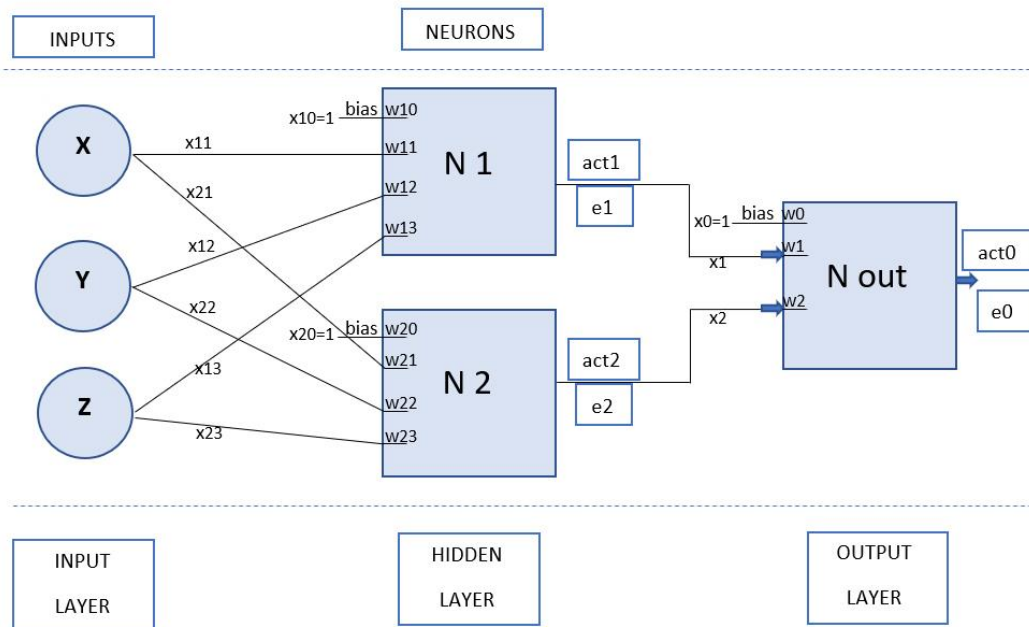 INPUTS
NEURONS
X
Y
Z
x11
x21
x12
x22
x13
x23
x10=1 bias w10
w11
w12
w13
N 1
x20=1 bias w20
w21
w22
w23
N 2
act1
e1
act2
e2
x0=1 bias w0
x1 w1
x2 w2
N out
act0
e0
INPUT
LAYER
HIDDEN
LAYER
OUTPUT
LAYER